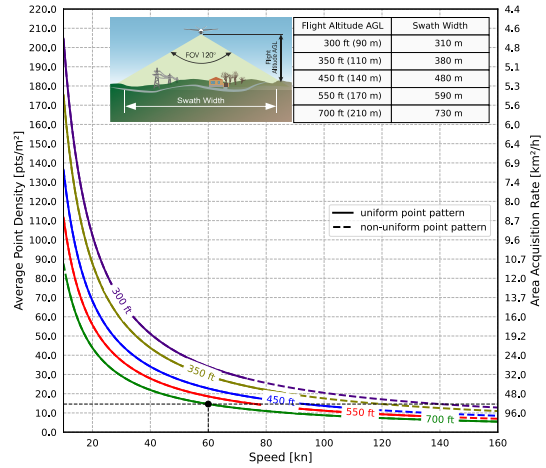 220.0
210.0
200.0
190.0
180.0
170.0
160.0
150.0
140.0
130.0
120.0
110.0
100.0
90.0
80.0
70.0
60.0
50.0
40.0
30.0
20.0
10.0
0.0
Average Point Density [pts/m²]
FOV 120°
Flight
Altitude AGL
Swath Width
Flight Altitude AGL Swath Width
300 ft (90 m) 310 m
350 ft (110 m) 380 m
450 ft (140 m) 480 m
550 ft (170 m) 590 m
700 ft (210 m) 730 m
uniform point pattern
non-uniform point pattern
300 ft
350 ft
450 ft
550 ft
700 ft
4.4
4.6
4.8
5.1
5.3
5.6
6.0
6.4
6.9
7.4
8.0
8.7
9.6
10.7
12.0
13.7
16.0
19.2
24.0
32.0
48.0
96.0
Area Acquisition Rate [km²/h]
20 40 60 80 100 120 140 160
Speed [kn]